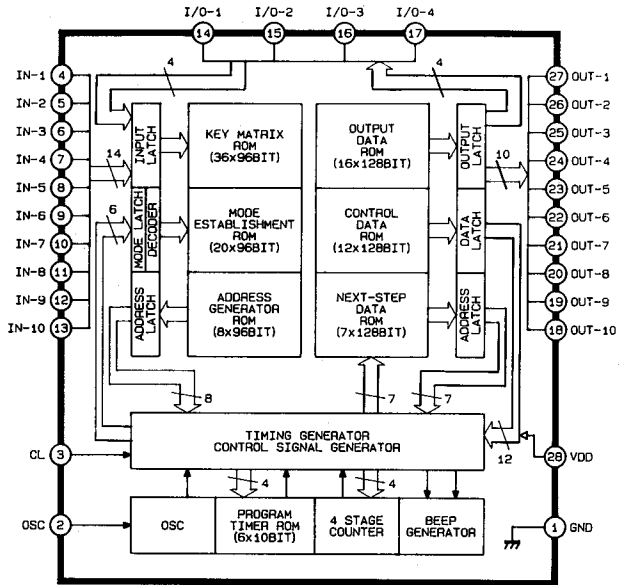 I/O-1 I/O-2 I/O-3 I/O-4
14 15 16 17
IN-1 4
IN-2 5
IN-3 6
IN-4 7
IN-5 8
IN-6 9
IN-7 10
IN-8 11
IN-9 12
IN-10 13
CL 3
OSC 2
4
4
14
6
INPUT
LATCH
KEY MATRIX
ROM
(36x96BIT)
OUTPUT
DATA
ROM
(16x128BIT)
OUTPUT
LATCH
10
MODE LATCH
DECODER
MODE
ESTABLISHMENT
ROM
(20x96BIT)
CONTROL
DATA
ROM
(12x128BIT)
DATA
LATCH
ADDRESS
LATCH
ADDRESS
GENERATOR
ROM
(8x96BIT)
NEXT-STEP
DATA
ROM
(7x128BIT)
ADDRESS
LATCH
8
7
7
12
TIMING GENERATOR
CONTROL SIGNAL GENERATOR
4
4
OSC
PROGRAM
TIMER ROM
(6x10BIT)
4 STAGE
COUNTER
BEEP
GENERATOR
27 OUT-1
26 OUT-2
25 OUT-3
24 OUT-4
23 OUT-5
22 OUT-6
21 OUT-7
20 OUT-8
19 OUT-9
18 OUT-10
28 VDD
1 GND